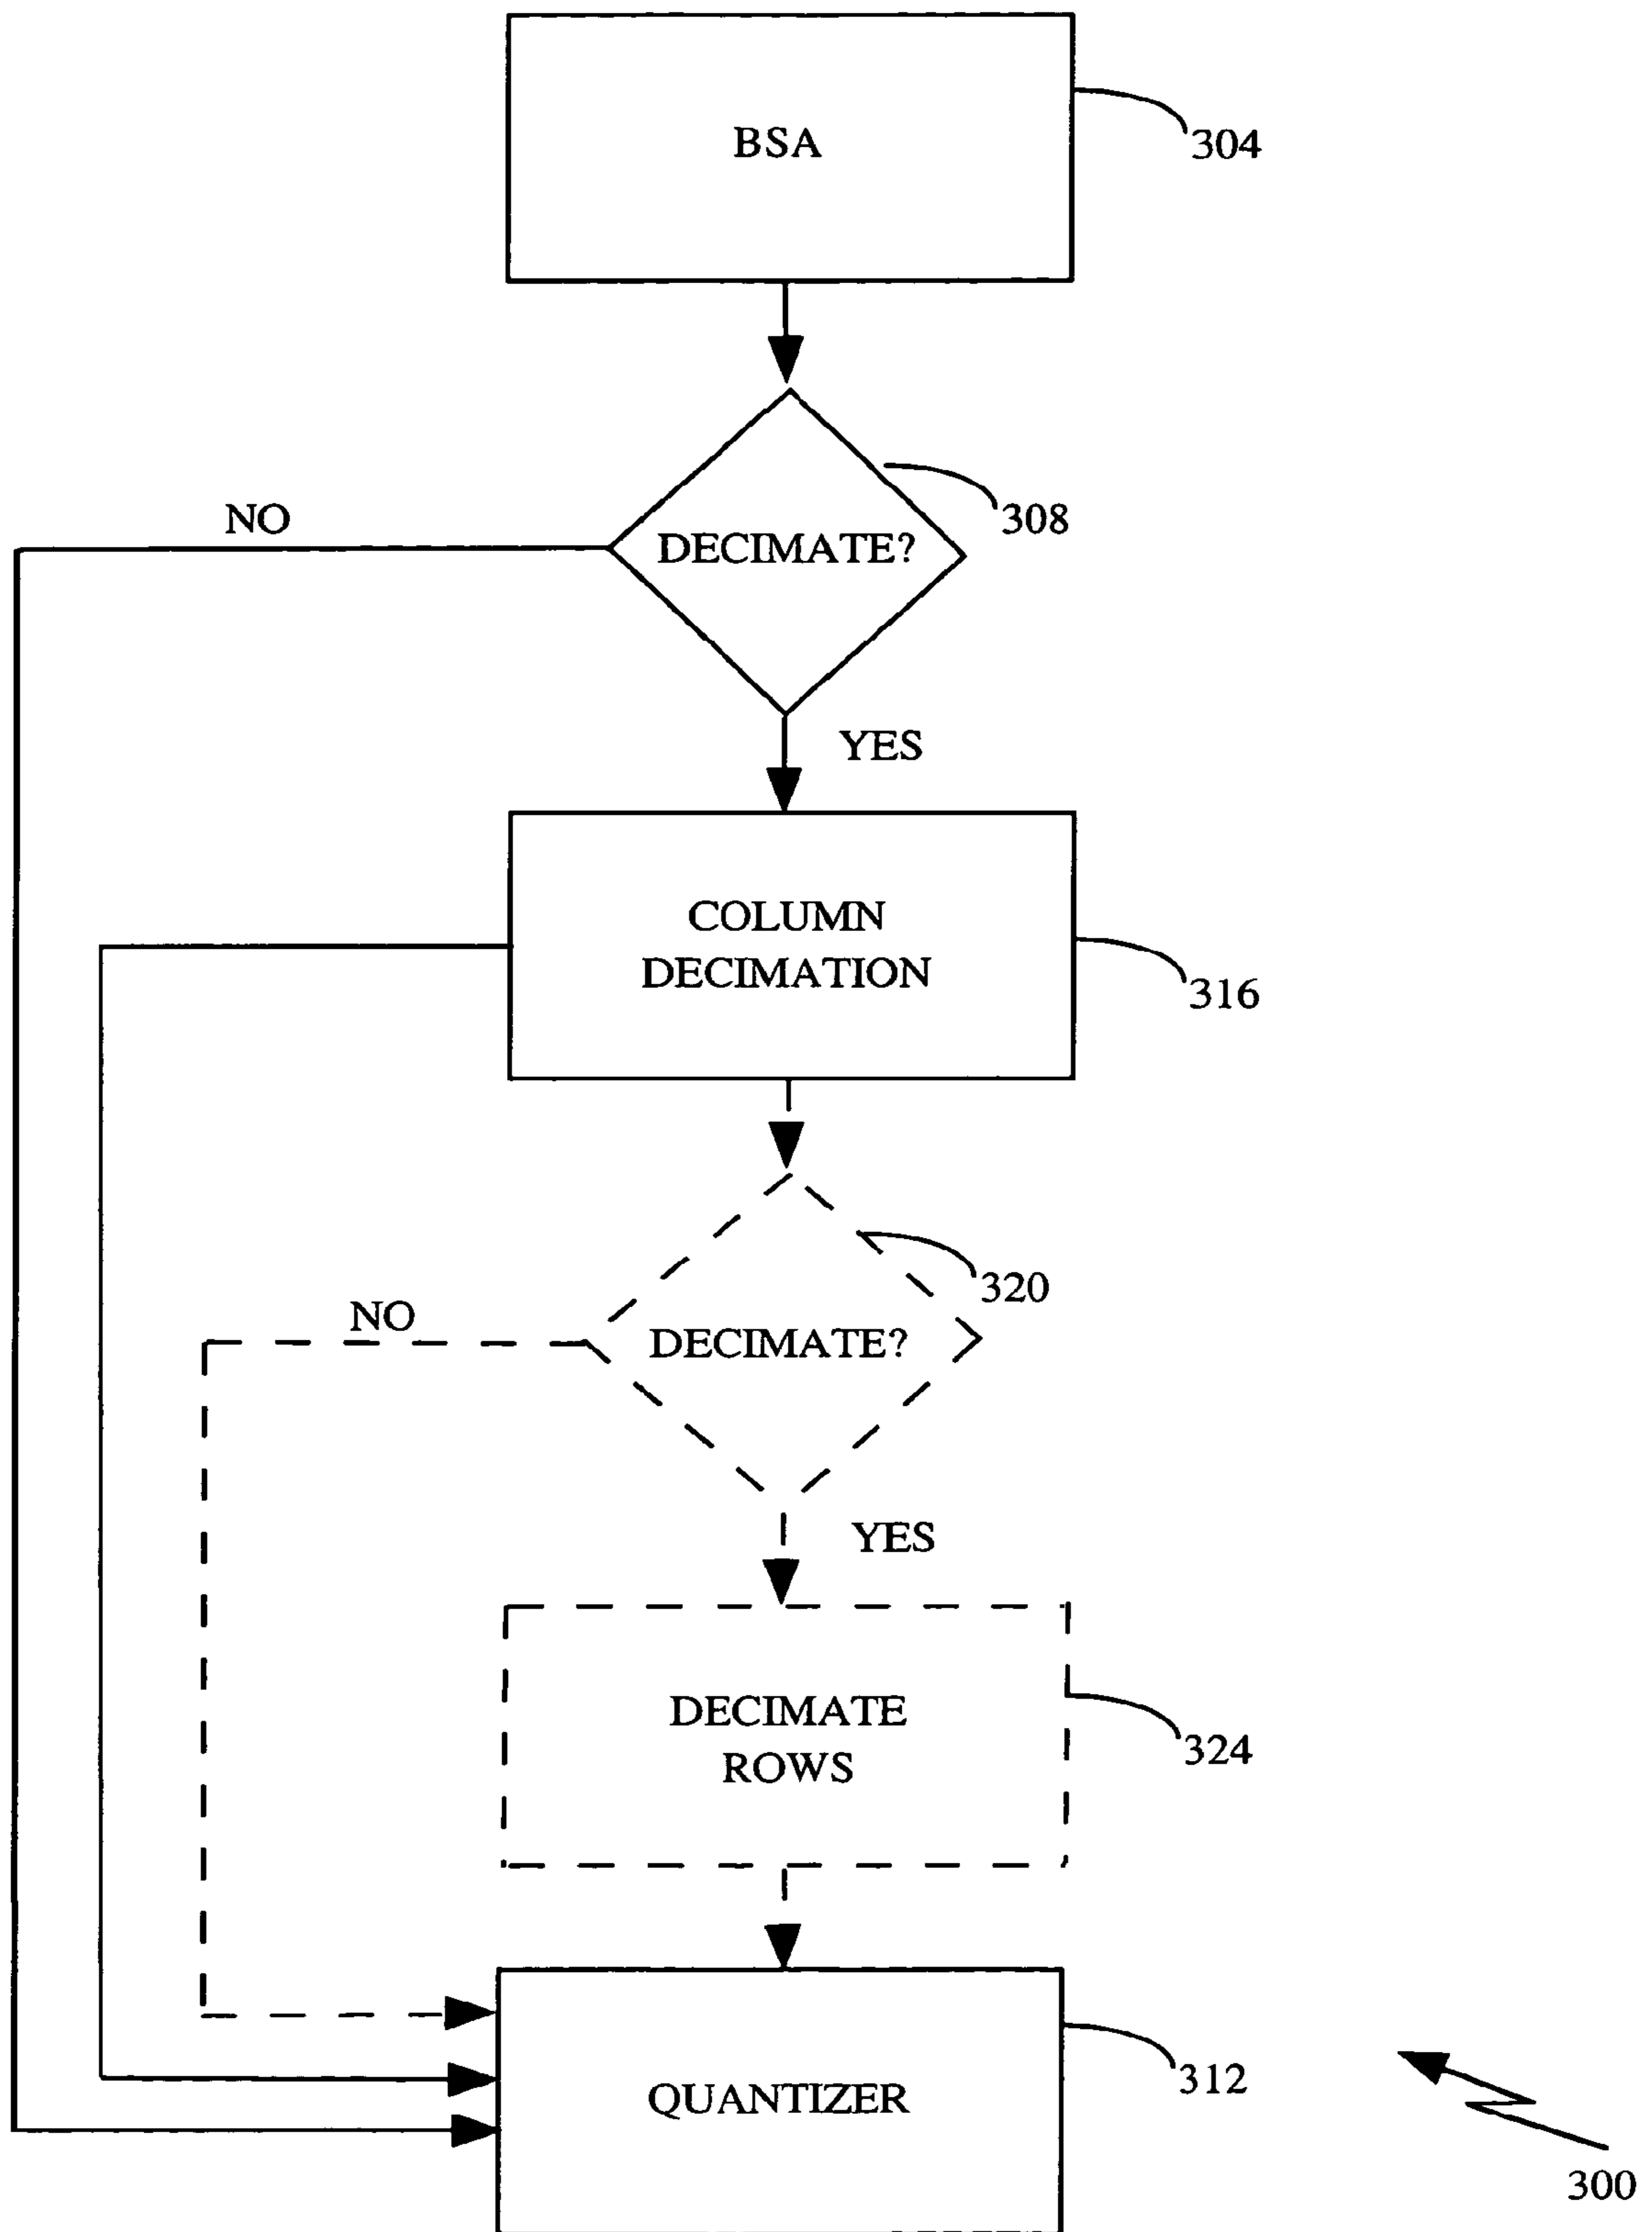 BSA
304
NO
308
DECIMATE?
YES
COLUMN
DECIMATION
316
320
NO
DECIMATE?
YES
DECIMATE
ROWS
324
312
QUANTIZER
300